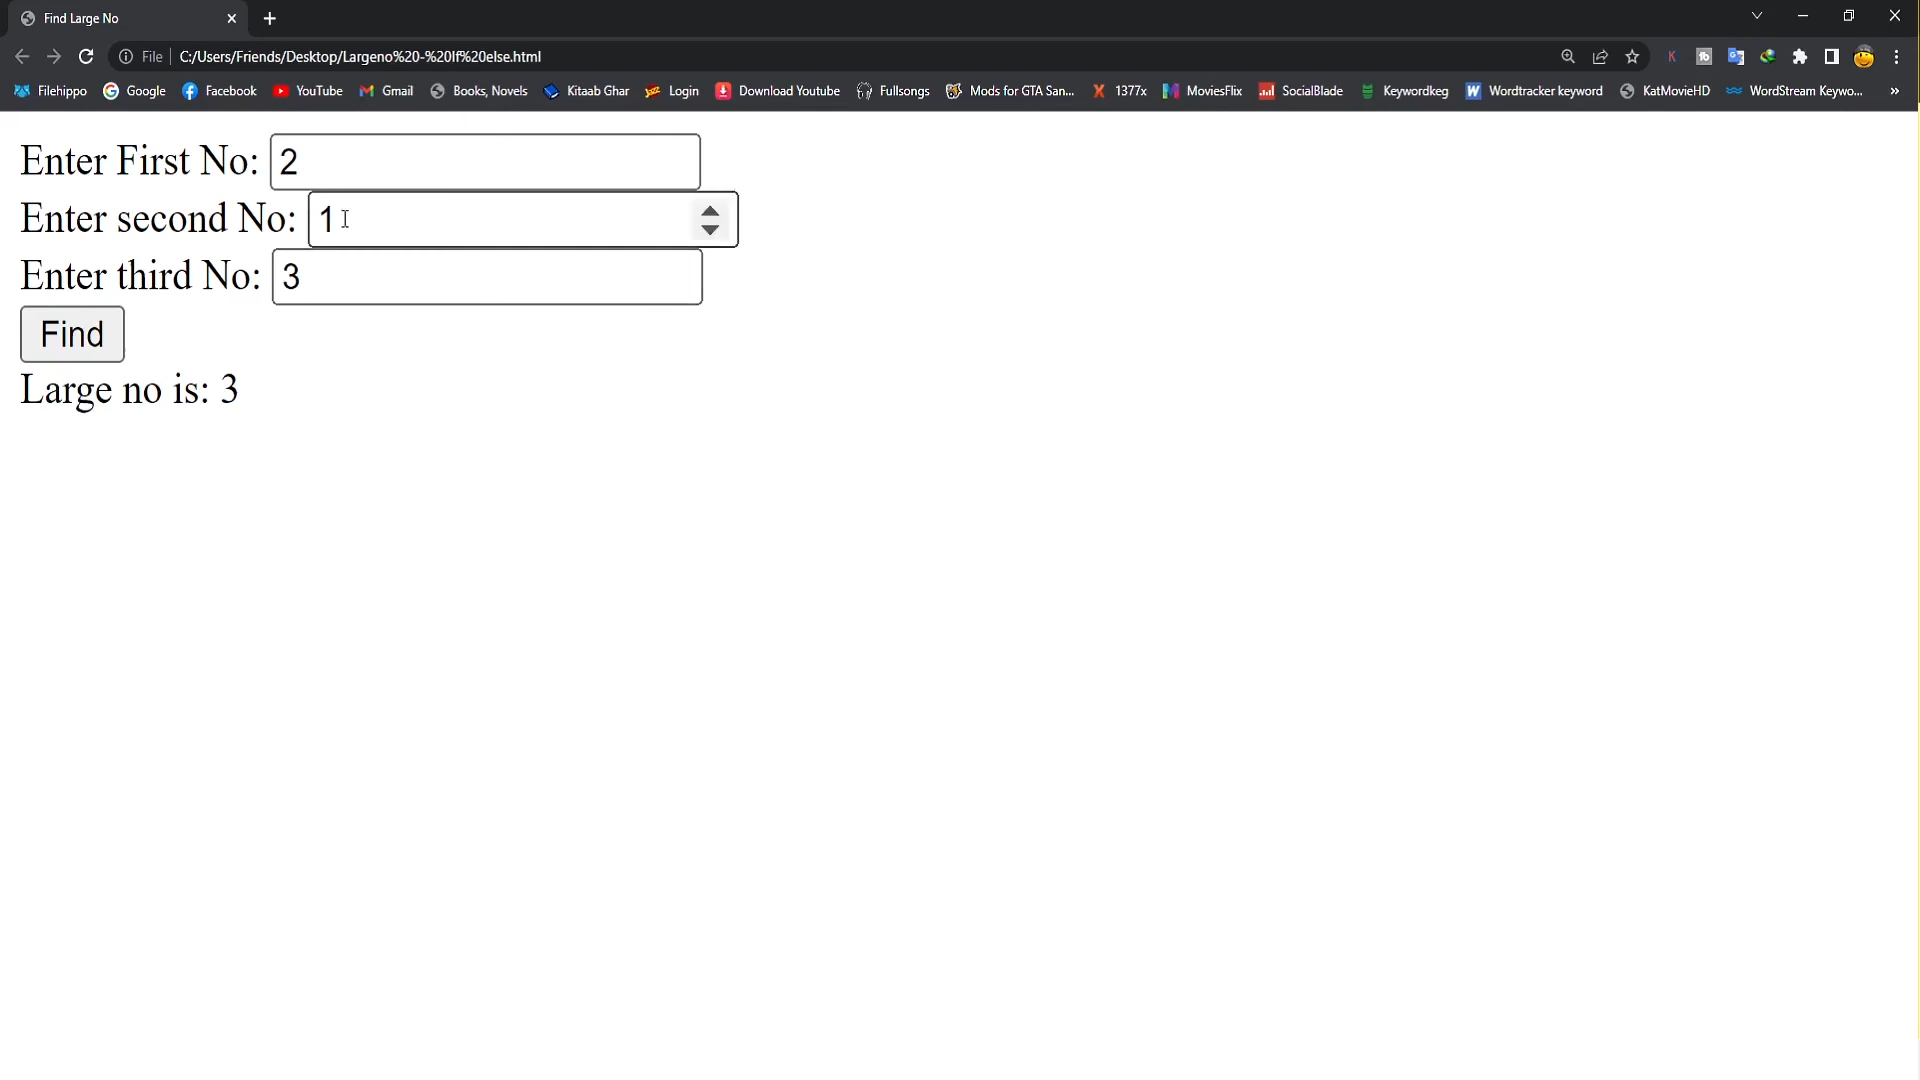 Find Large No
File C:/Users/Friends/Desktop/Largeno%20-%20If%20else.html
Filehippo Google Facebook YouTube Gmail Books, Novels Kitaab Ghar Login Download Youtube Fullsongs Mods for GTA San... 1377x MoviesFlix SocialBlade Keywordkeg Wordtracker keyword KatMovieHD WordStream Keywo... »
Enter First No: 2
Enter second No: 1
Enter third No: 3
Find
Large no is: 3